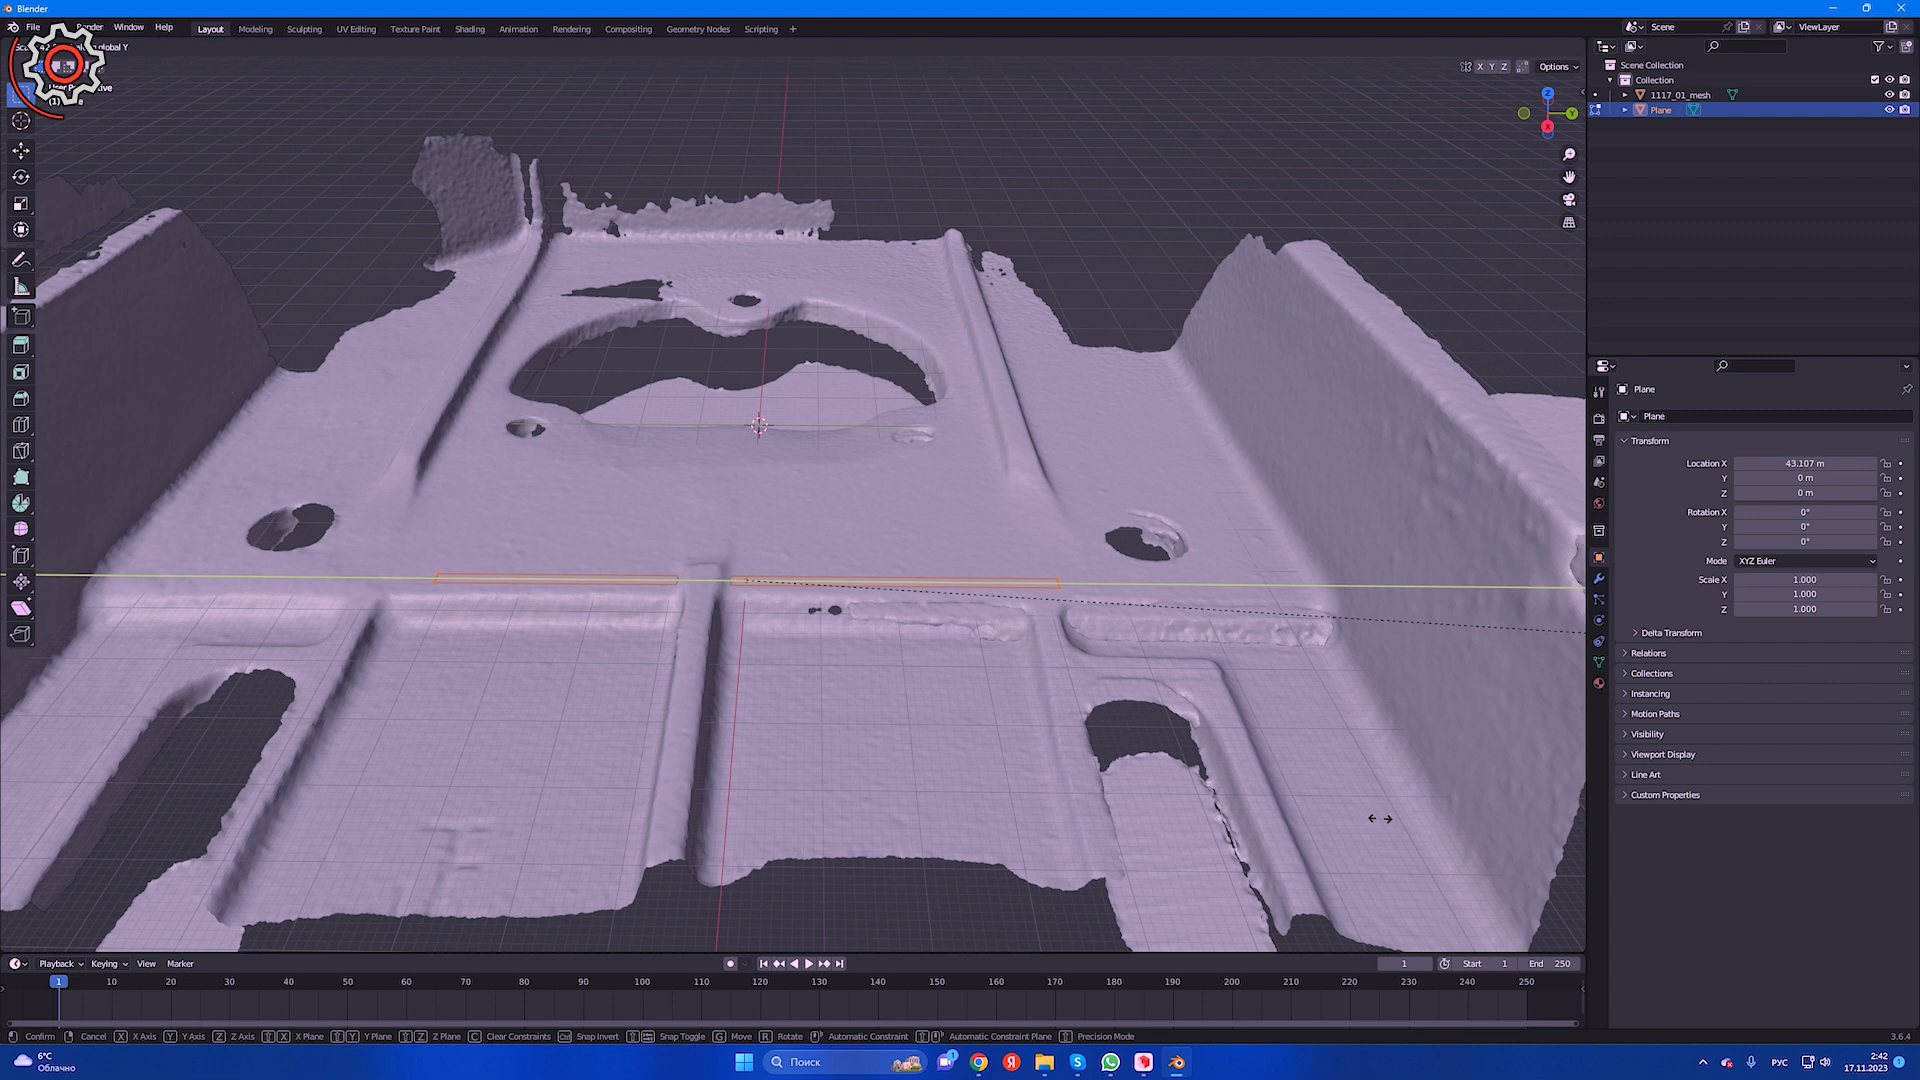 Blender
File
Render
Window
Help
Layout
Modeling
Sculpting
UV Editing
Texture Paint
Shading
Animation
Rendering
Compositing
Geometry Nodes
Scripting
+
Scene
ViewLayer
global Y
X Y Z
Options
Z
Y
X
Scene Collection
Collection
1117_01_mesh
Plane
Plane
Plane
Transform
Location X 43.107 m
Y 0 m
Z 0 m
Rotation X 0°
Y 0°
Z 0°
Mode XYZ Euler
Scale X 1.000
Y 1.000
Z 1.000
Delta Transform
Relations
Collections
Instancing
Motion Paths
Visibility
Viewport Display
Line Art
Custom Properties
Playback
Keying
View
Marker
1
Start 1
End 250
1 10 20 30 40 50 60 70 80 90 100 110 120 130 140 150 160 170 180 190 200 210 220 230 240 250
Confirm Cancel X X Axis Y Y Axis Z Z Axis X X Plane Y Y Plane Z Z Plane C Clear Constraints Ctrl Snap Invert Snap Toggle G Move R Rotate Automatic Constraint Automatic Constraint Plane Precision Mode
3.6.4
6°C
Облачно
Поиск
1
РУС
2:42
17.11.2023
1